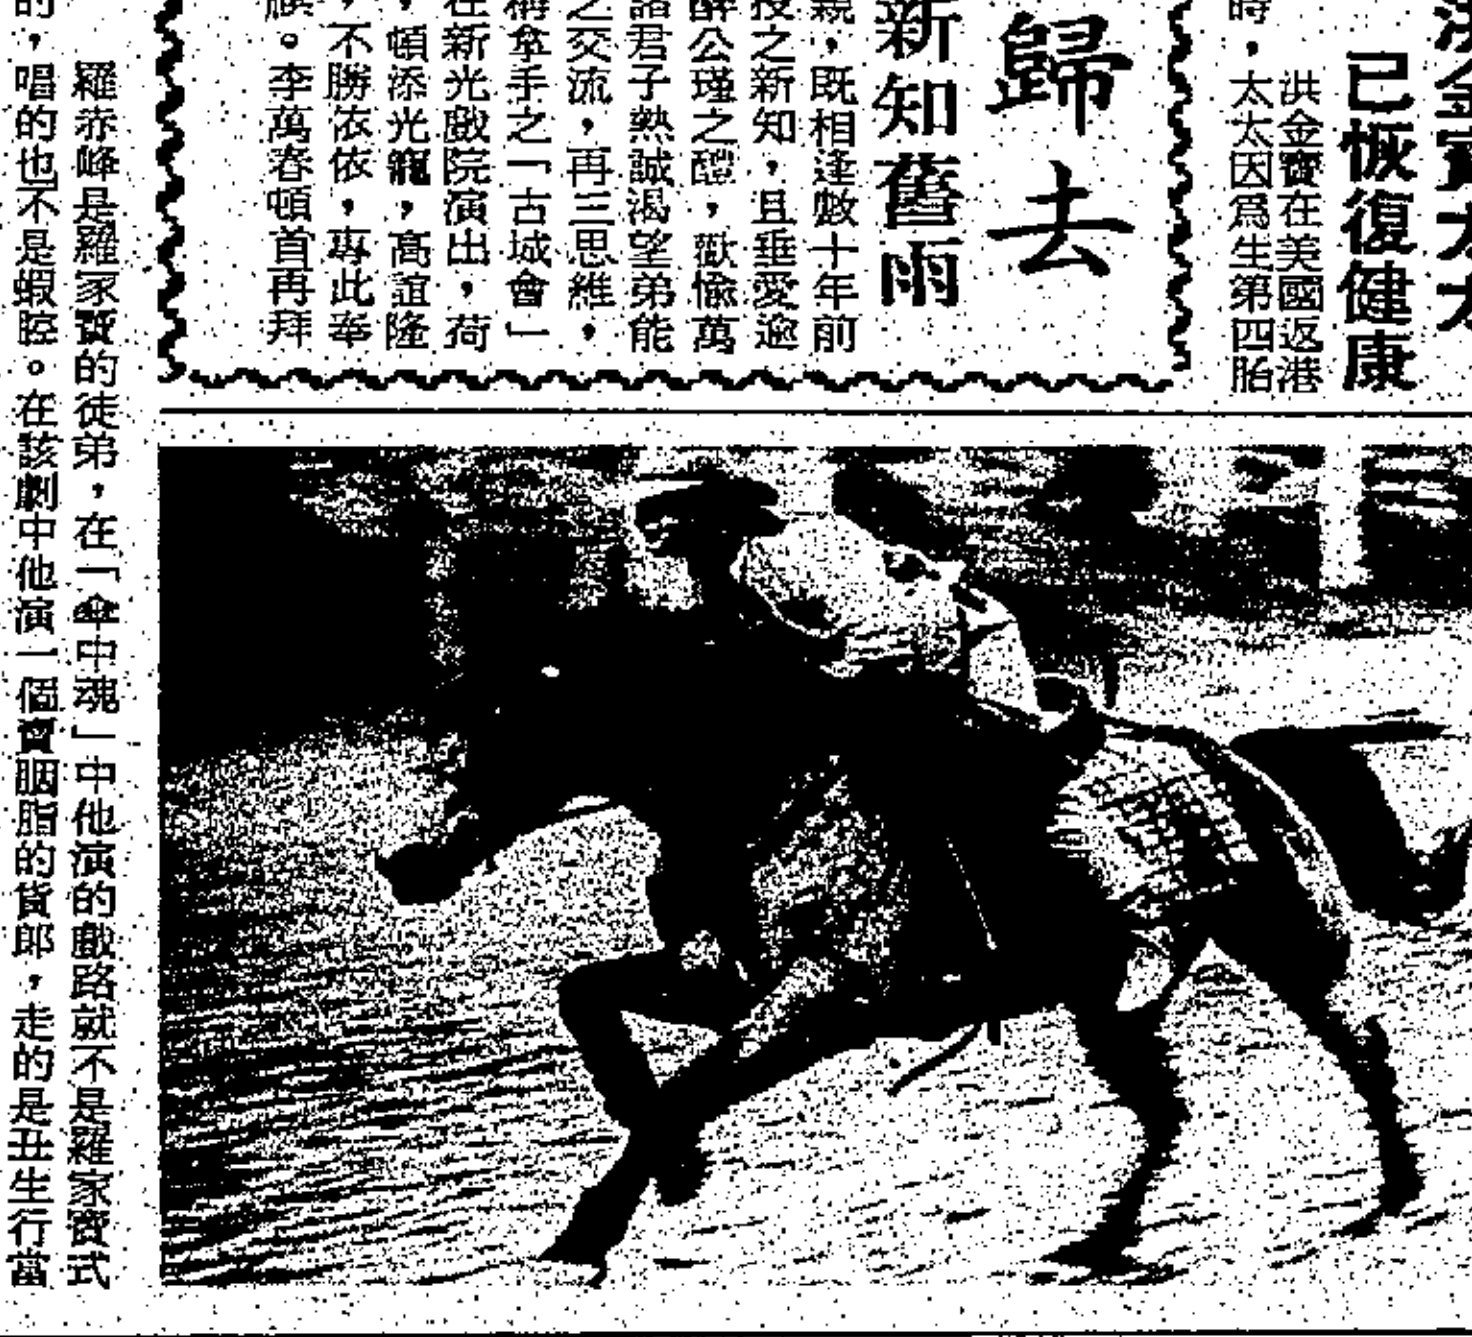 洪金寶太太
已恢復健康
洪金寶在美國返港
時，太太因爲生第四胎
歸去
新知舊雨
親，既相逢數十年前
投之新知，且垂愛逾
醉公瑾之醴，歡愉萬
諸君子熱誠渴望弟能
之交流，再三思維，
稱拿手之「古城會」
在新光戲院演出，荷
，頓添光寵，高誼隆
，不勝依依，專此奉
。李萬春頓首再拜
羅赤峰是羅家寶的徒弟，在「傘中魂」中他演的戲路就不是羅家寶式
的，唱的也不是蝦腔。在該劇中他演一個賣胭脂的貨郎，走的是丑生行當